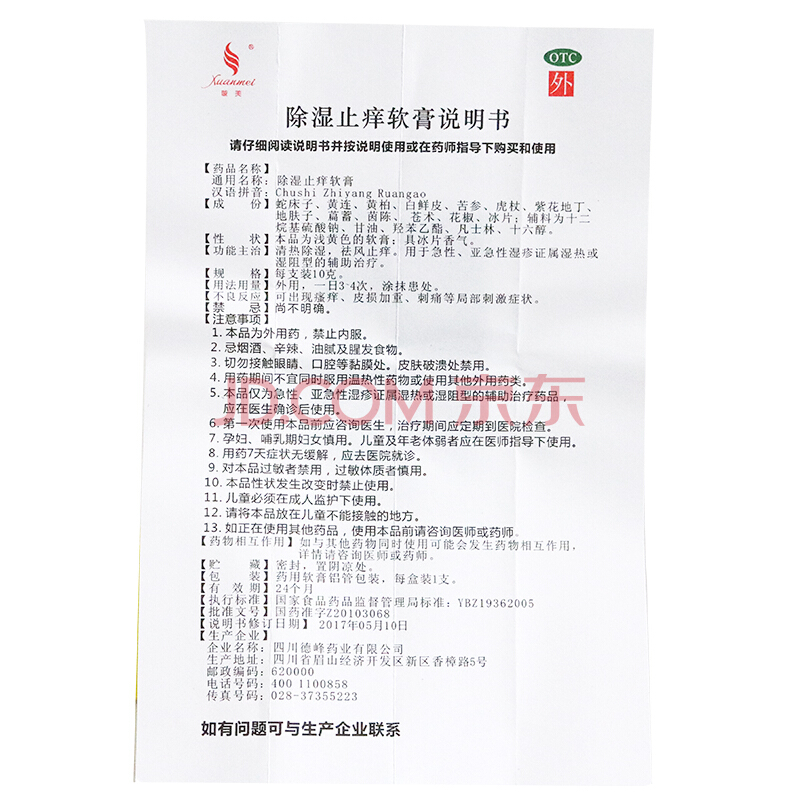 Xuanmei
®
璇美
OTC
外
除湿止痒软膏说明书
请仔细阅读说明书并按说明使用或在药师指导下购买和使用
【药品名称】
通用名称：除湿止痒软膏
汉语拼音：Chushi Zhiyang Ruangao
【成　　份】蛇床子、黄连、黄柏、白鲜皮、苦参、虎杖、紫花地丁、
地肤子、萹蓄、茵陈、苍术、花椒、冰片；辅料为十二
烷基硫酸钠、甘油、羟苯乙酯、凡士林、十六醇。
【性　　状】本品为浅黄色的软膏；具冰片香气。
【功能主治】清热除湿，祛风止痒。用于急性、亚急性湿疹证属湿热或
湿阻型的辅助治疗。
【规　　格】每支装10克。
【用法用量】外用，一日3-4次，涂抹患处。
【不良反应】可出现瘙痒、皮损加重、刺痛等局部刺激症状。
【禁　　忌】尚不明确。
【注意事项】
1. 本品为外用药，禁止内服。
2. 忌烟酒、辛辣、油腻及腥发食物。
3. 切勿接触眼睛、口腔等黏膜处。皮肤破溃处禁用。
4. 用药期间不宜同时服用温热性药物或使用其他外用药类。
5. 本品仅为急性、亚急性湿疹证属湿热或湿阻型的辅助治疗药品，
应在医生确诊后使用。
6. 第一次使用本品前应咨询医生，治疗期间应定期到医院检查。
7. 孕妇、哺乳期妇女慎用。儿童及年老体弱者应在医师指导下使用。
8. 用药7天症状无缓解，应去医院就诊。
9. 对本品过敏者禁用，过敏体质者慎用。
10. 本品性状发生改变时禁止使用。
11. 儿童必须在成人监护下使用。
12. 请将本品放在儿童不能接触的地方。
13. 如正在使用其他药品，使用本品前请咨询医师或药师。
【药物相互作用】如与其他药物同时使用可能会发生药物相互作用，
详情请咨询医师或药师。
【贮　　藏】密封，置阴凉处。
【包　　装】药用软膏铝管包装，每盒装1支。
【有 效 期】24个月
【执行标准】国家食品药品监督管理局标准：YBZ19362005
【批准文号】国药准字Z20103068
【说明书修订日期】2017年05月10日
【生产企业】
企业名称：四川德峰药业有限公司
生产地址：四川省眉山经济开发区新区香樟路5号
邮政编码：620000
电话号码：400 1100858
传真号码：028-37355223
如有问题可与生产企业联系
JD.COM 京东